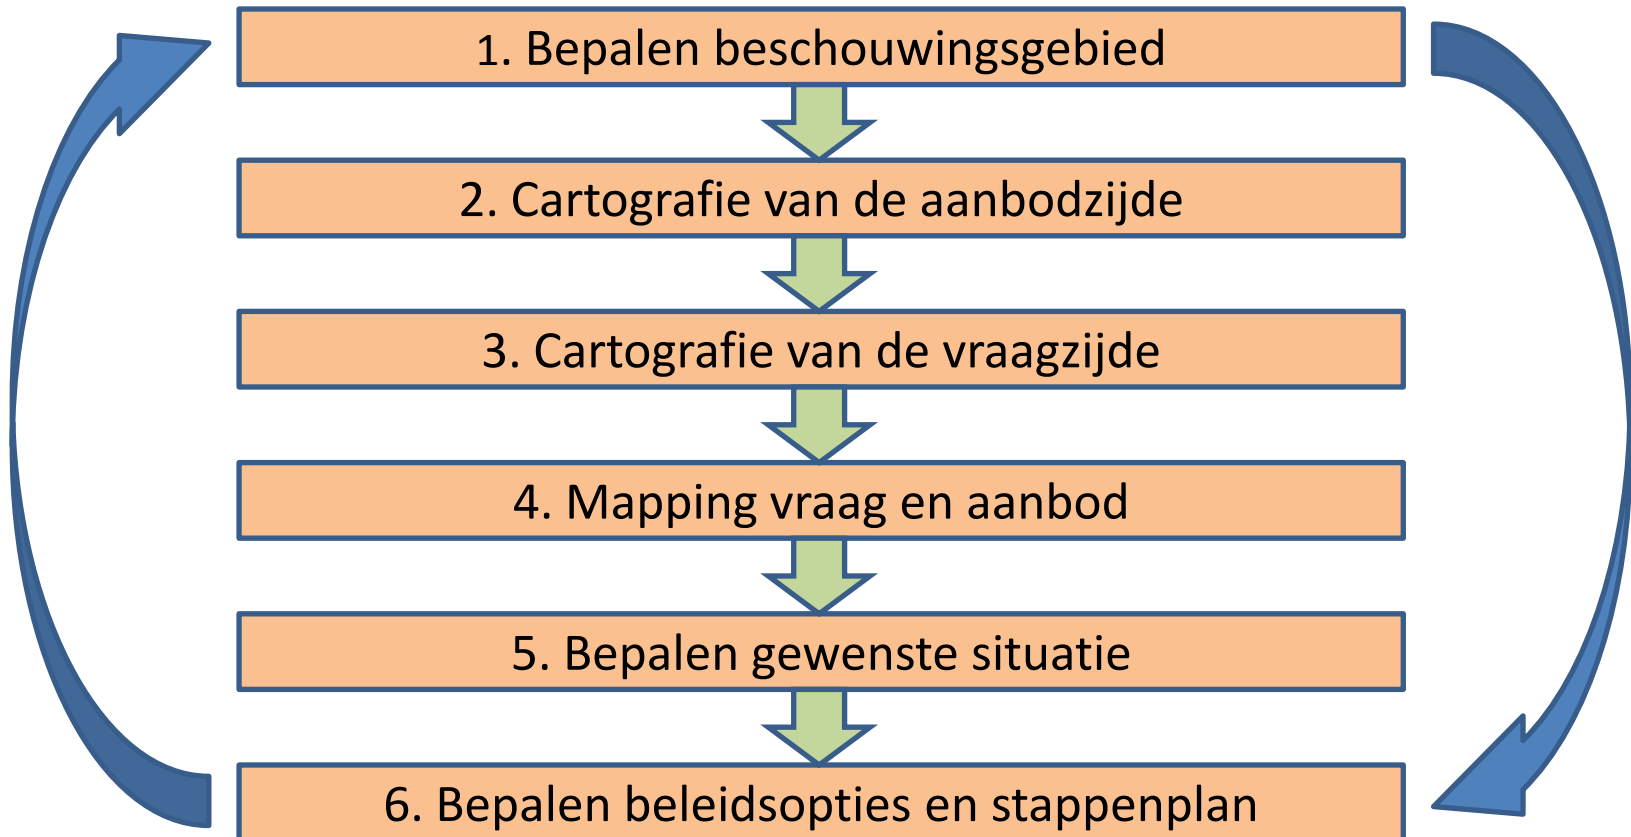 1. Bepalen beschouwingsgebied
2. Cartografie van de aanbodzijde
3. Cartografie van de vraagzijde
4. Mapping vraag en aanbod
5. Bepalen gewenste situatie
6. Bepalen beleidsopties en stappenplan